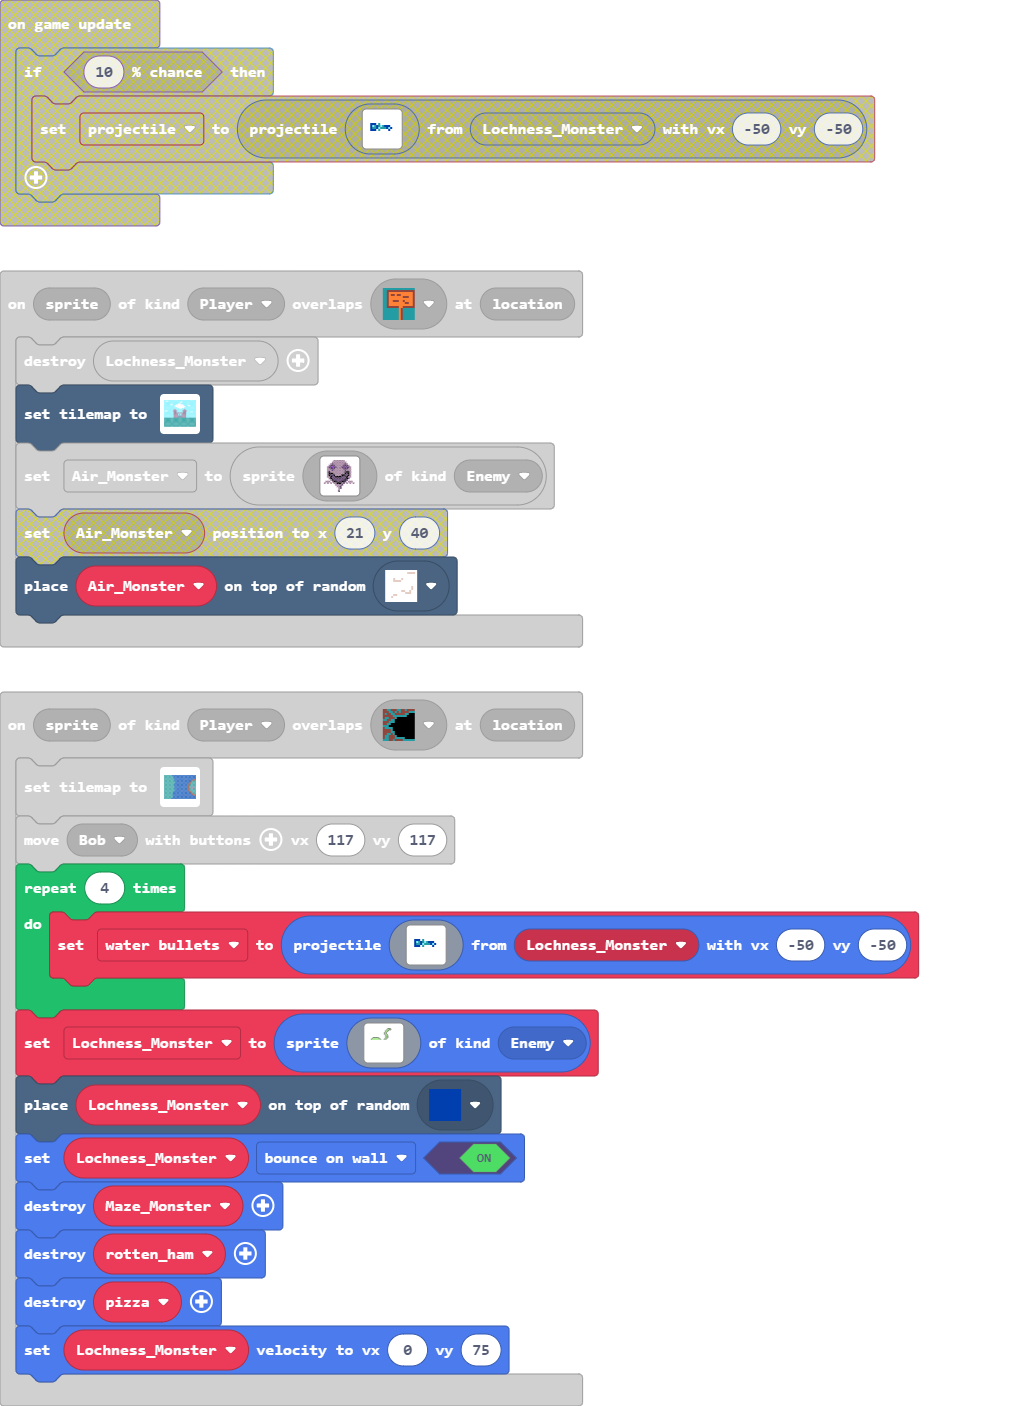 on game update
if 10 % chance then
set projectile to projectile from Lochness_Monster with vx -50 vy -50
on sprite of kind Player overlaps at location
destroy Lochness_Monster
set tilemap to
set Air_Monster to sprite of kind Enemy
set Air_Monster position to x 21 y 40
place Air_Monster on top of random
on sprite of kind Player overlaps at location
set tilemap to
move Bob with buttons vx 117 vy 117
repeat 4 times
do
set water bullets to projectile from Lochness_Monster with vx -50 vy -50
set Lochness_Monster to sprite of kind Enemy
place Lochness_Monster on top of random
set Lochness_Monster bounce on wall ON
destroy Maze_Monster
destroy rotten_ham
destroy pizza
set Lochness_Monster velocity to vx 0 vy 75